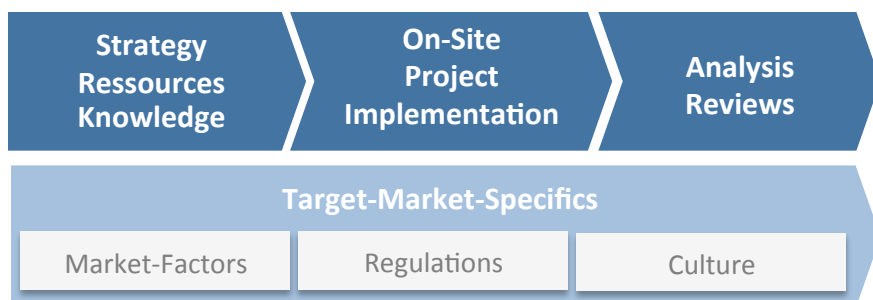 Strategy
Ressources
Knowledge
On-Site
Project
Implementation
Analysis
Reviews
Target-Market-Specifics
Market-Factors
Regulations
Culture